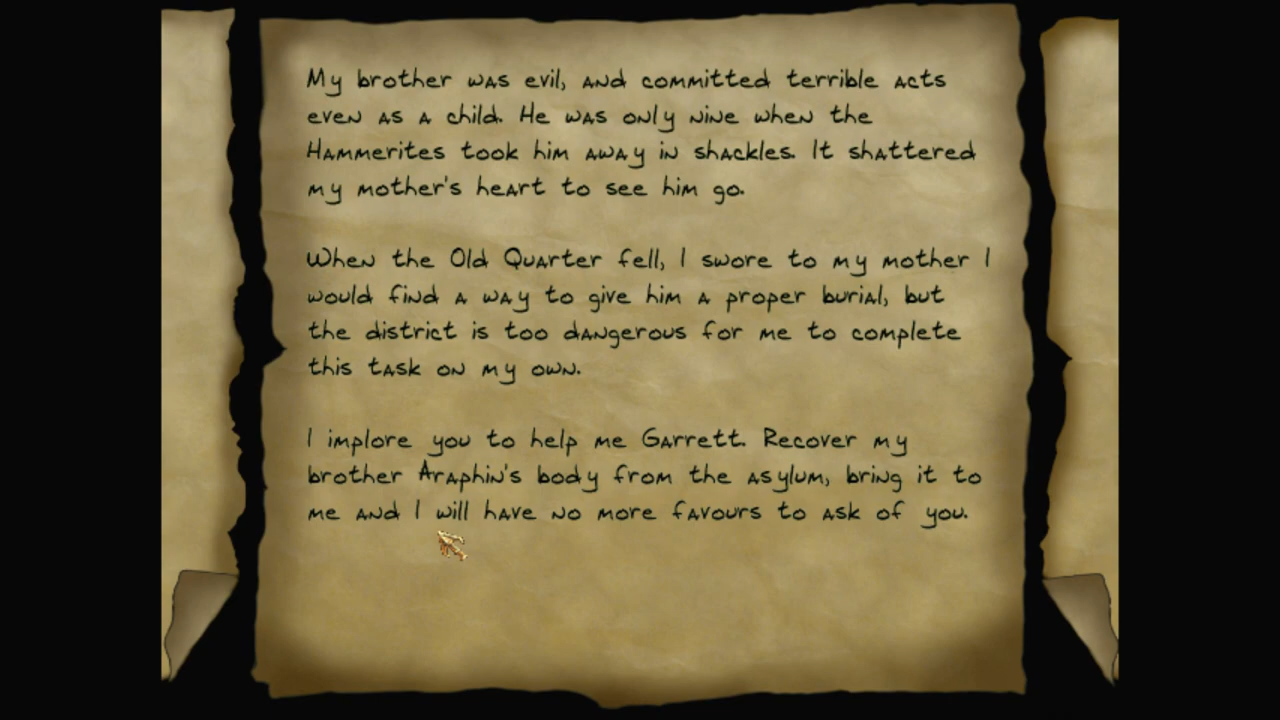 My brother was evil, and committed terrible acts
even as a child. He was only nine when the
Hammerites took him away in shackles. It shattered
my mother's heart to see him go.
When the Old Quarter fell, I swore to my mother I
would find a way to give him a proper burial, but
the district is too dangerous for me to complete
this task on my own.
I implore you to help me Garrett. Recover my
brother Araphin's body from the asylum, bring it to
me and I will have no more favours to ask of you.